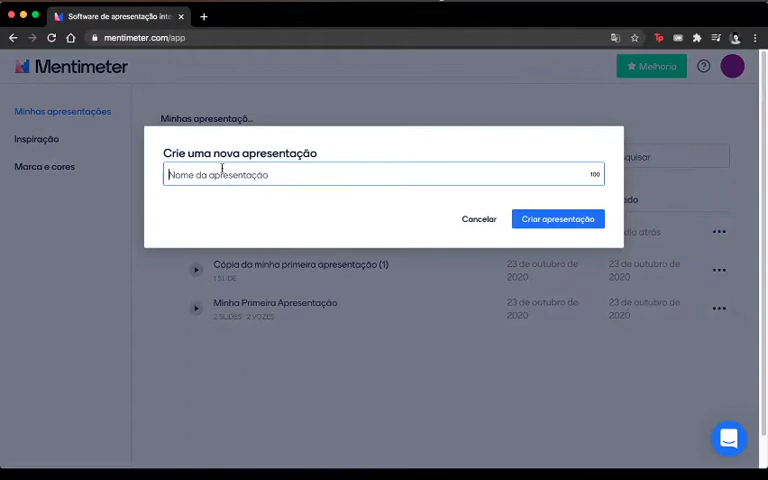 Software de apresentação inte
mentimeter.com/app
Mentimeter
Melhoria
Minhas apresentações
Inspiração
Marca e cores
Minhas apresentaçõ...
Crie uma nova apresentação
Nome da apresentação
100
Cancelar
Criar apresentação
dia atrás
Cópia da minha primeira apresentação (1)
1 SLIDE
23 de outubro de
2020
23 de outubro de
2020
Minha Primeira Apresentação
2 SLIDES 2 VOZES
23 de outubro de
2020
23 de outubro de
2020